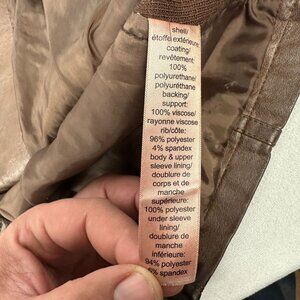 shell/
étoffe extérieure
coating/
revêtement:
100%
polyurethane/
polyuréthane
backing/
support:
100% viscose/
rayonne viscose
rib/côte:
96% polyester
4% spandex
body & upper
sleeve lining/
doublure de
corps et de
manche
supérieure:
100% polyester
under sleeve
lining/
doublure de
manche
inférieure:
94% polyester
6% spandex